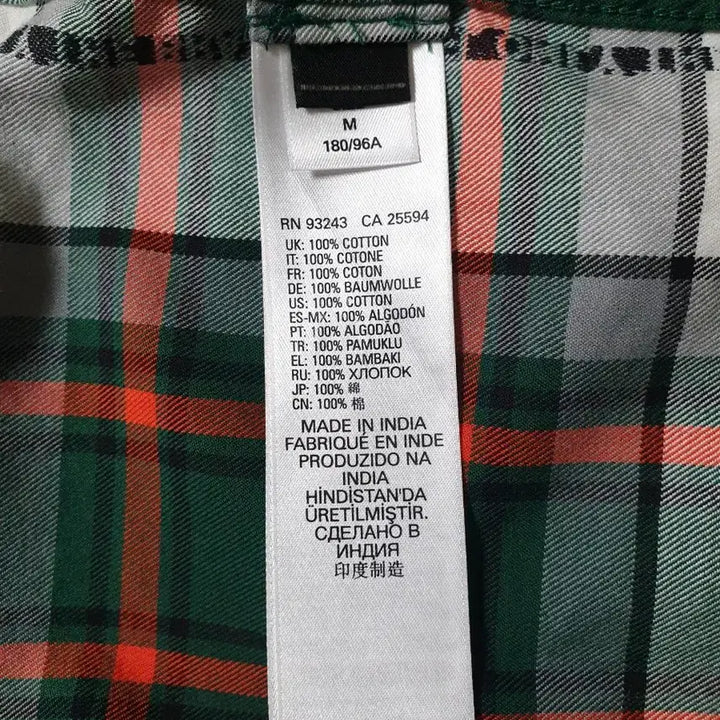 M
180/96A
RN 93243 CA 25594
UK: 100% COTTON
IT: 100% COTONE
FR: 100% COTON
DE: 100% BAUMWOLLE
US: 100% COTTON
ES-MX: 100% ALGODÓN
PT: 100% ALGODÃO
TR: 100% PAMUKLU
EL: 100% BAMBAKI
RU: 100% ХЛОПОК
JP: 100% 綿
CN: 100% 棉
MADE IN INDIA
FABRIQUÉ EN INDE
PRODUZIDO NA
INDIA
HİNDİSTAN'DA
ÜRETİLMİŞTİR.
СДЕЛАНО В
ИНДИЯ
印度制造